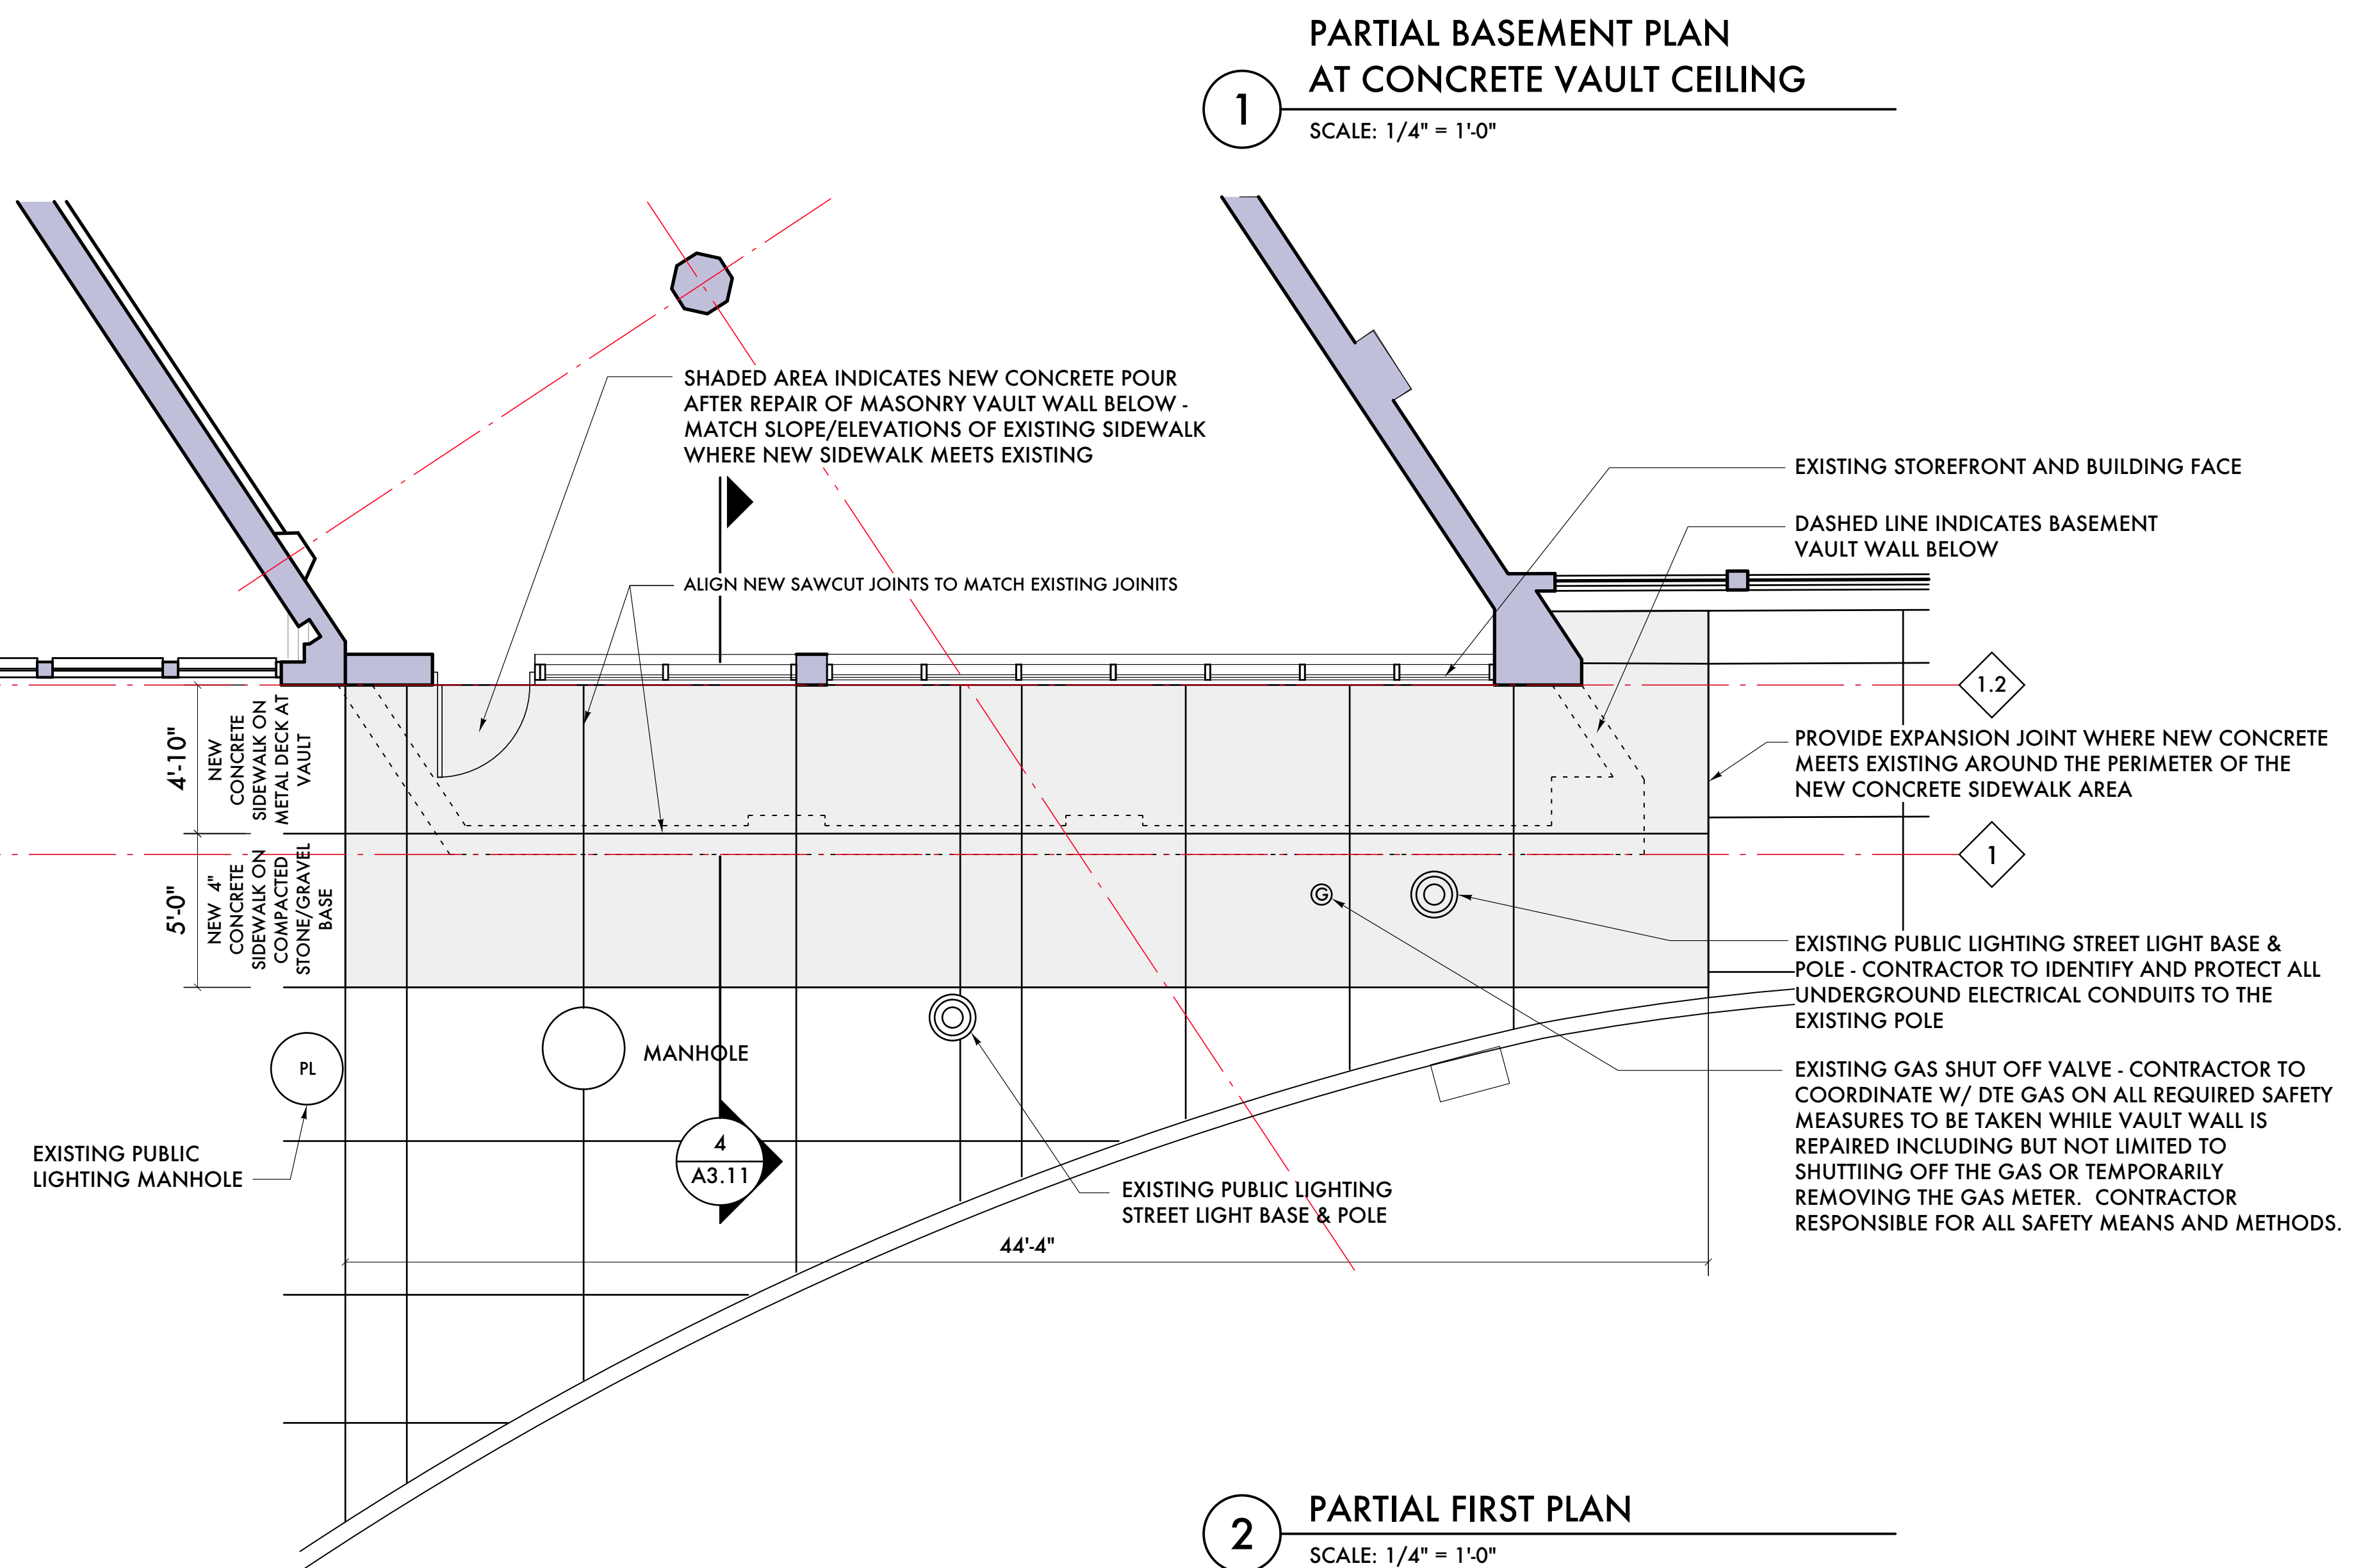 PARTIAL BASEMENT PLAN
AT CONCRETE VAULT CEILING
1
SCALE: 1/4" = 1'-0"
SHADED AREA INDICATES NEW CONCRETE POUR
AFTER REPAIR OF MASONRY VAULT WALL BELOW -
MATCH SLOPE/ELEVATIONS OF EXISTING SIDEWALK
WHERE NEW SIDEWALK MEETS EXISTING
EXISTING STOREFRONT AND BUILDING FACE
DASHED LINE INDICATES BASEMENT
VAULT WALL BELOW
ALIGN NEW SAWCUT JOINTS TO MATCH EXISTING JOINITS
1.2
4'-10"
NEW
CONCRETE
SIDEWALK ON
METAL DECK AT
VAULT
PROVIDE EXPANSION JOINT WHERE NEW CONCRETE
MEETS EXISTING AROUND THE PERIMETER OF THE
NEW CONCRETE SIDEWALK AREA
1
5'-0"
NEW 4"
CONCRETE
SIDEWALK ON
COMPACTED
STONE/GRAVEL
BASE
G
EXISTING PUBLIC LIGHTING STREET LIGHT BASE &
POLE - CONTRACTOR TO IDENTIFY AND PROTECT ALL
UNDERGROUND ELECTRICAL CONDUITS TO THE
EXISTING POLE
MANHOLE
PL
EXISTING GAS SHUT OFF VALVE - CONTRACTOR TO
COORDINATE W/ DTE GAS ON ALL REQUIRED SAFETY
MEASURES TO BE TAKEN WHILE VAULT WALL IS
REPAIRED INCLUDING BUT NOT LIMITED TO
SHUTTIING OFF THE GAS OR TEMPORARILY
REMOVING THE GAS METER. CONTRACTOR
RESPONSIBLE FOR ALL SAFETY MEANS AND METHODS.
EXISTING PUBLIC
LIGHTING MANHOLE
4
A3.11
EXISTING PUBLIC LIGHTING
STREET LIGHT BASE & POLE
44'-4"
2
PARTIAL FIRST PLAN
SCALE: 1/4" = 1'-0"